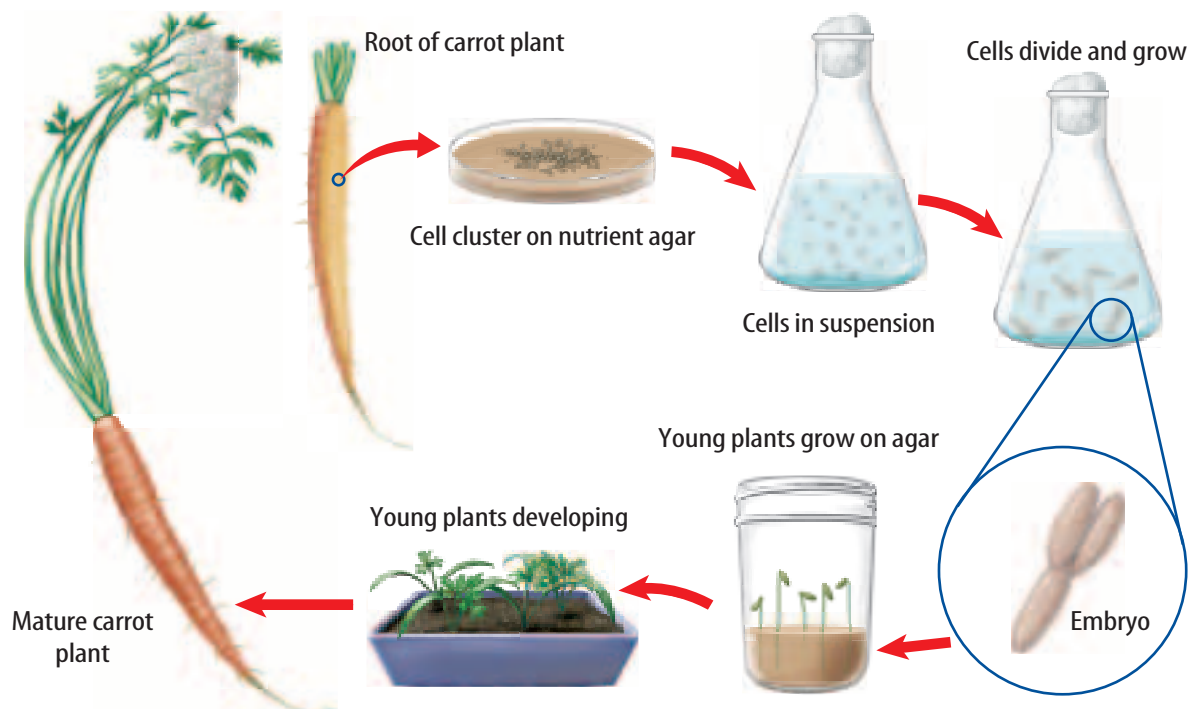 Root of carrot plant
Cell cluster on nutrient agar
Cells in suspension
Cells divide and grow
Embryo
Young plants grow on agar
Young plants developing
Mature carrot
plant